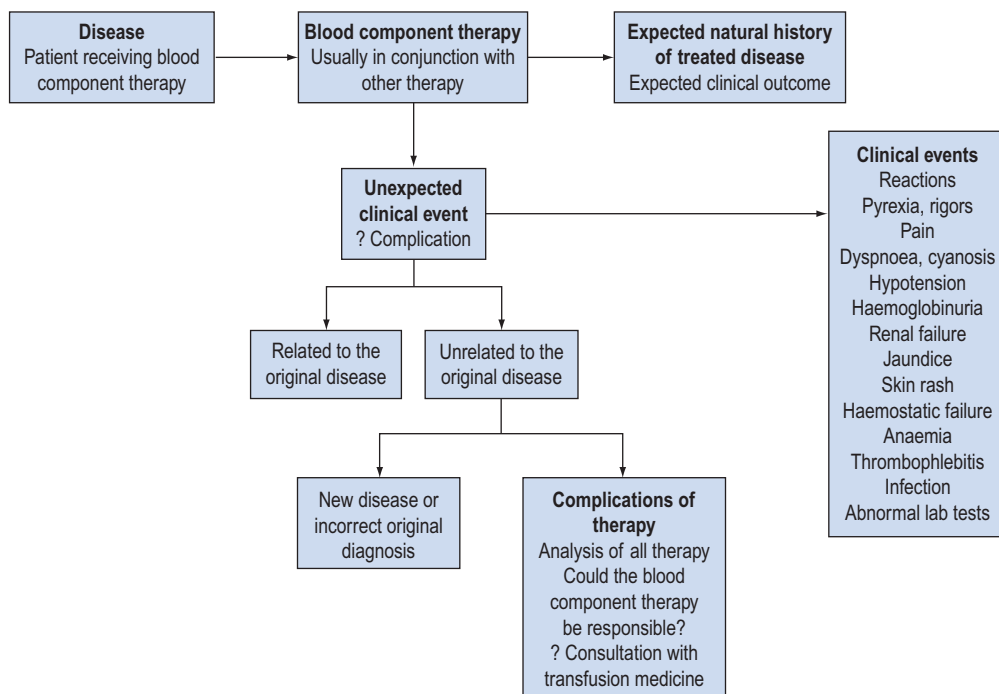 Disease
Patient receiving blood
component therapy
Blood component therapy
Usually in conjunction with
other therapy
Expected natural history
of treated disease
Expected clinical outcome
Unexpected
clinical event
? Complication
Clinical events
Reactions
Pyrexia, rigors
Pain
Dyspnoea, cyanosis
Hypotension
Haemoglobinuria
Renal failure
Jaundice
Skin rash
Haemostatic failure
Anaemia
Thrombophlebitis
Infection
Abnormal lab tests
Related to the
original disease
Unrelated to the
original disease
New disease or
incorrect original
diagnosis
Complications of
therapy
Analysis of all therapy
Could the blood
component therapy
be responsible?
? Consultation with
transfusion medicine